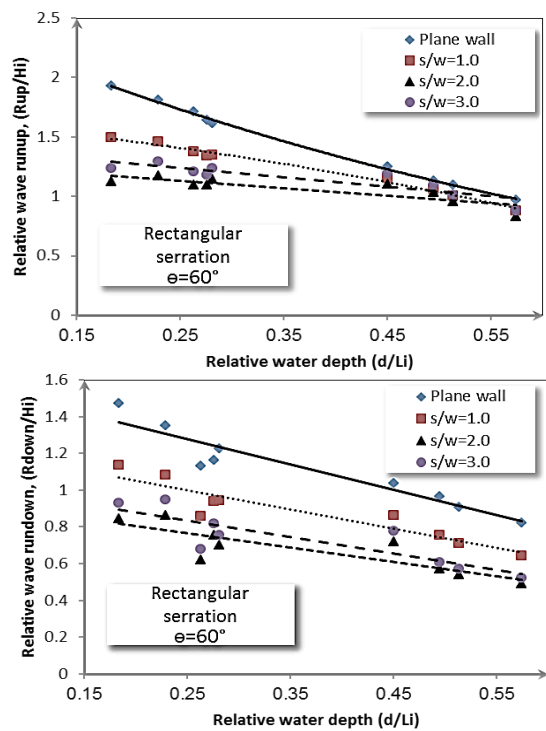 2.5
2
1.5
1
0.5
0
0.15
0.25
0.35
0.45
0.55
Relative wave runup, (Rup/Hi)
Relative water depth (d/Li)
Plane wall
s/w=1.0
s/w=2.0
s/w=3.0
Rectangular
serration
ɵ=60°
1.6
1.4
1.2
1
0.8
0.6
0.4
0.2
0
0.15
0.25
0.35
0.45
0.55
Relative wave rundown, (Rdown/Hi)
Relative water depth (d/Li)
Plane wall
s/w=1.0
s/w=2.0
s/w=3.0
Rectangular
serration
ɵ=60°